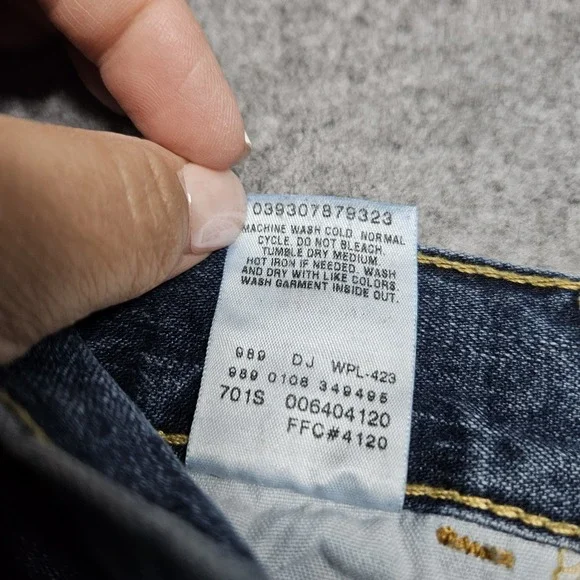 039307879323
MACHINE WASH COLD. NORMAL
CYCLE. DO NOT BLEACH.
TUMBLE DRY MEDIUM.
HOT IRON IF NEEDED. WASH
AND DRY WITH LIKE COLORS.
WASH GARMENT INSIDE OUT.
989 DJ WPL-423
989 0108 349495
701S 006404120
FFC#4120